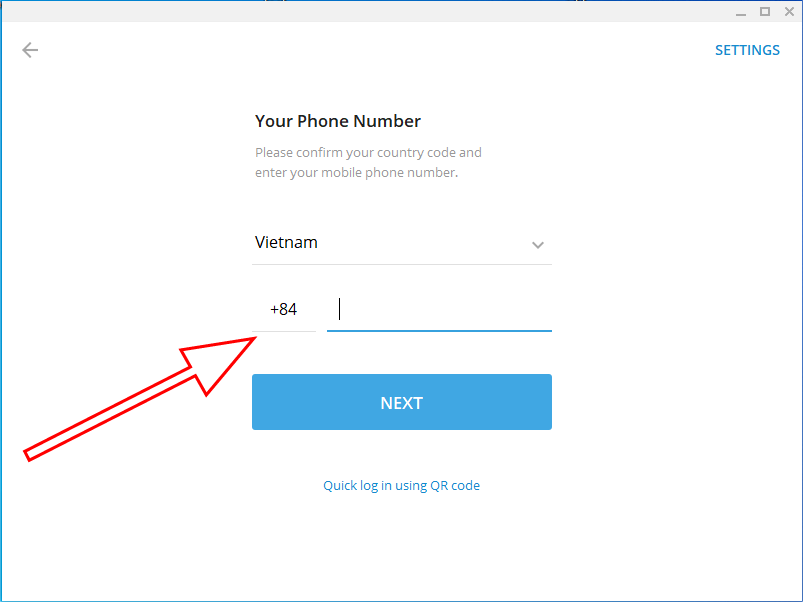 SETTINGS
Your Phone Number
Please confirm your country code and
enter your mobile phone number.
Vietnam
+84
NEXT
Quick log in using QR code